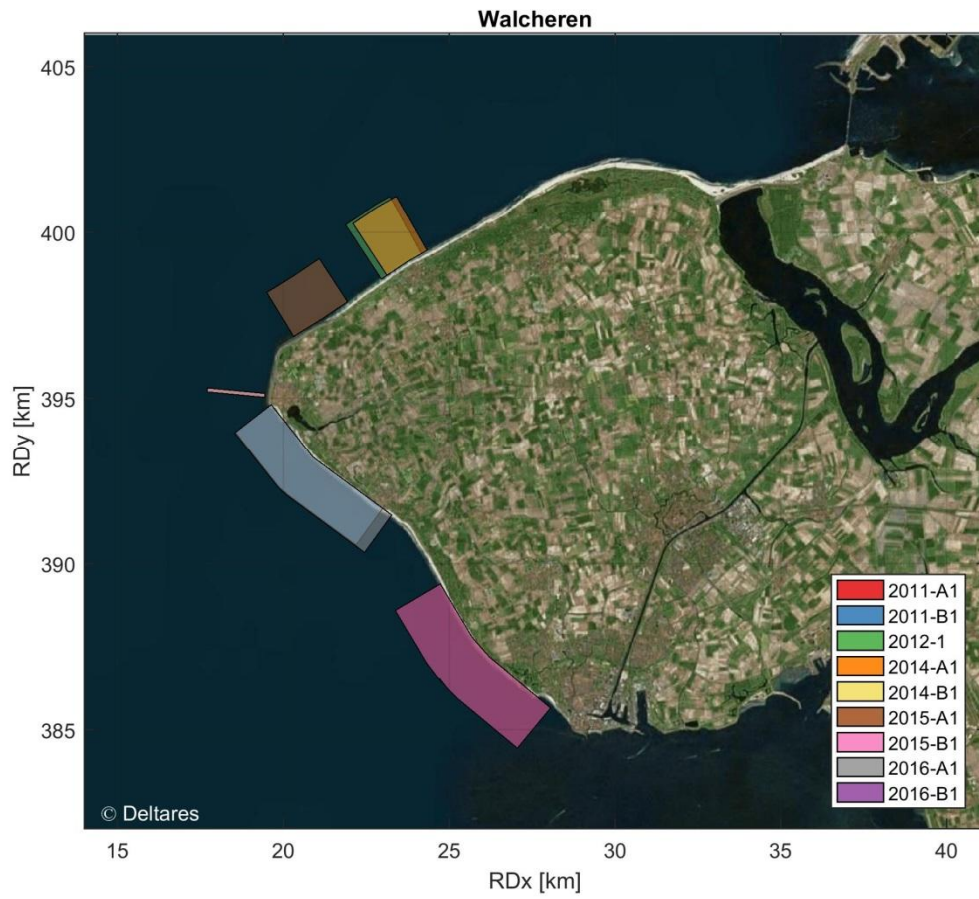 Walcheren
405
400
395
390
385
RDy [km]
2011-A1
2011-B1
2012-1
2014-A1
2014-B1
2015-A1
2015-B1
2016-A1
2016-B1
© Deltares
15 20 25 30 35 40
RDx [km]